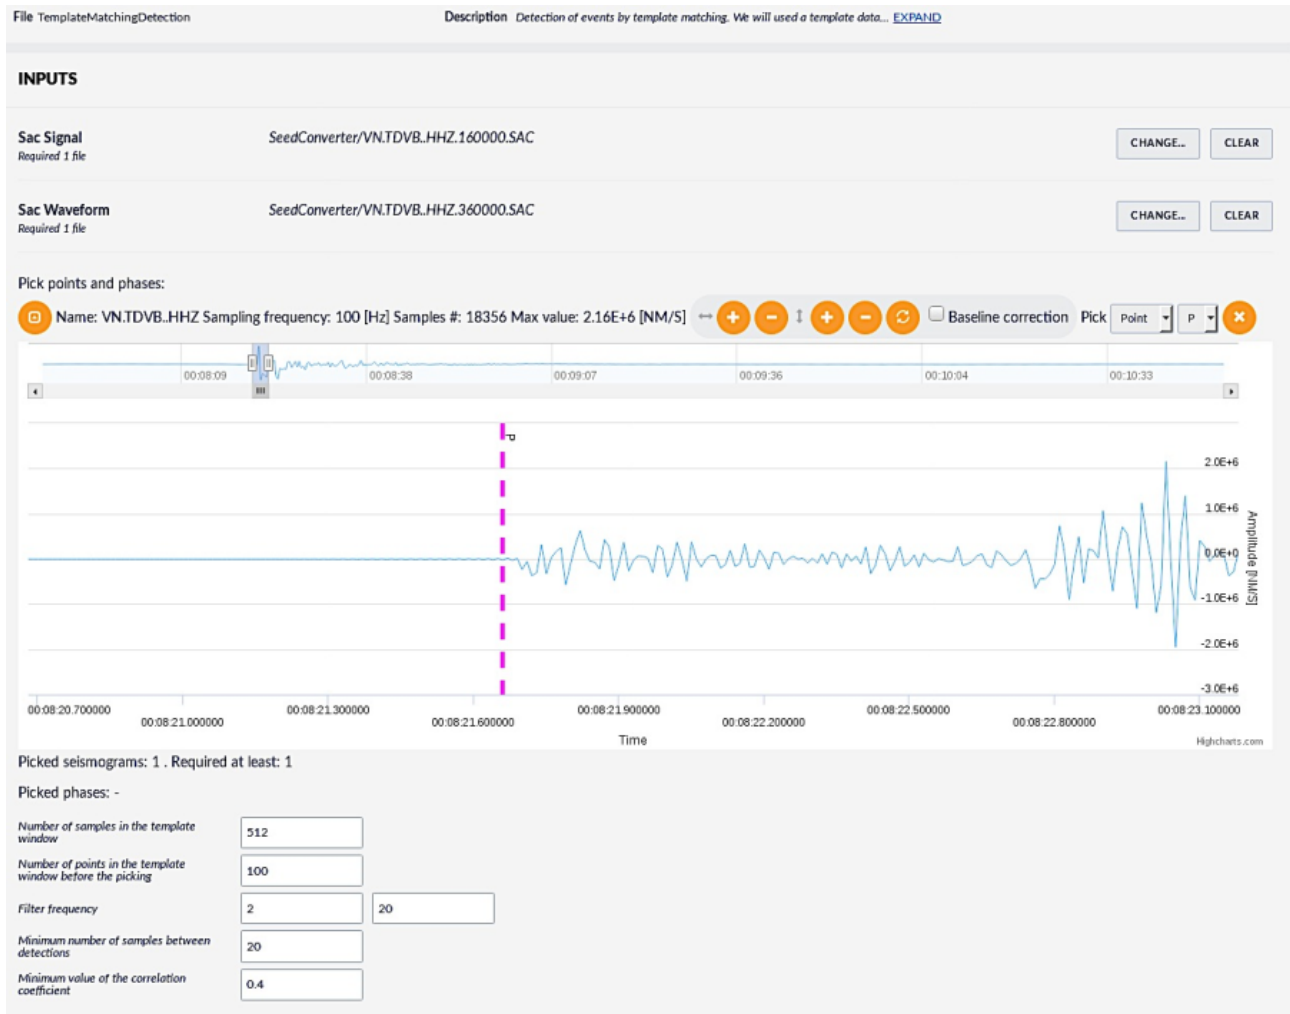 File TemplateMatchingDetection Description Detection of events by template matching. We will used a template data... EXPAND
INPUTS
Sac Signal SeedConverter/VN.TDVB..HHZ.160000.SAC CHANGE... CLEAR
Required 1 file
Sac Waveform SeedConverter/VN.TDVB..HHZ.360000.SAC CHANGE... CLEAR
Required 1 file
Pick points and phases:
Name: VN.TDVB..HHZ Sampling frequency: 100 [Hz] Samples #: 18356 Max value: 2.16E+6 [NM/S] Baseline correction Pick Point P
00:08:09 00:08:38 00:09:07 00:09:36 00:10:04 00:10:33
P
2.0E+6
1.0E+6
0.0E+0
-1.0E+6
-2.0E+6
-3.0E+6
Amplitude [NM/S]
00:08:20.700000 00:08:21.300000 00:08:21.900000 00:08:22.500000 00:08:23.100000
00:08:21.000000 00:08:21.600000 00:08:22.200000 00:08:22.800000
Time
Highcharts.com
Picked seismograms: 1 . Required at least: 1
Picked phases: -
Number of samples in the template
window
512
Number of points in the template
window before the picking
100
Filter frequency 2 20
Minimum number of samples between
detections
20
Minimum value of the correlation
coefficient
0.4